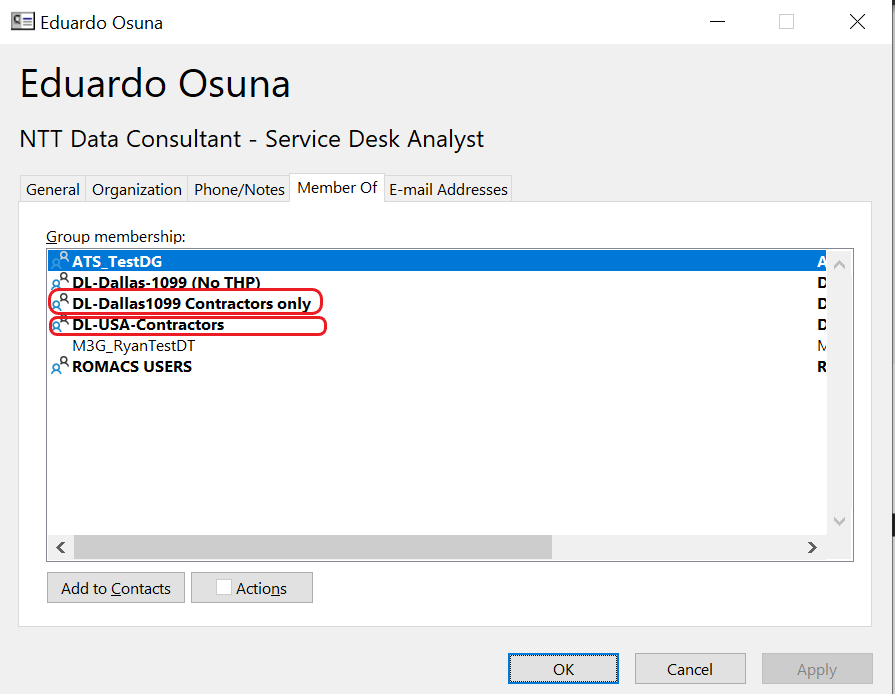 Eduardo Osuna
Eduardo Osuna
NTT Data Consultant - Service Desk Analyst
General Organization Phone/Notes Member Of E-mail Addresses
Group membership:
ATS_TestDG A
DL-Dallas-1099 (No THP) D
DL-Dallas1099 Contractors only D
DL-USA-Contractors D
M3G_RyanTestDT M
ROMACS USERS R
Add to Contacts Actions
OK Cancel Apply